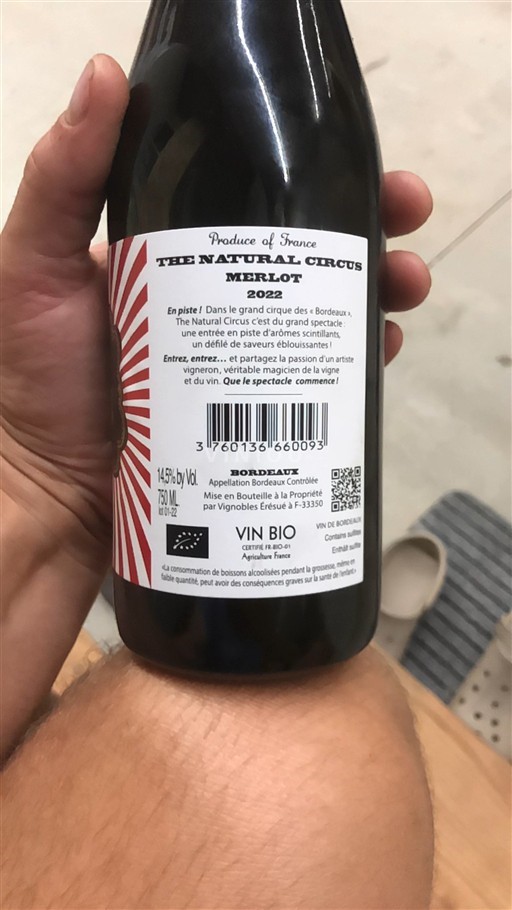 Produce of France
THE NATURAL CIRCUS
MERLOT
2022
En piste ! Dans le grand cirque des « Bordeaux »,
The Natural Circus c'est du grand spectacle :
une entrée en piste d'arômes scintillants,
un défilé de saveurs éblouissantes !
Entrez, entrez... et partagez la passion d'un artiste
vigneron, véritable magicien de la vigne
et du vin. Que le spectacle commence !
3 760136 660093
14,5% by Vol.
750 ML
lot 01-22
BORDEAUX
Appellation Bordeaux Contrôlée
Mise en Bouteille à la Propriété
par Vignobles Érésué à F-33350
VIN BIO
CERTIFIÉ FR-BIO-01
Agriculture France
VIN DE BORDEAUX
Contains sulfites
Enthält sulfite
«La consommation de boissons alcoolisées pendant la grossesse, même en
faible quantité, peut avoir des conséquences graves sur la santé de l'enfant.»